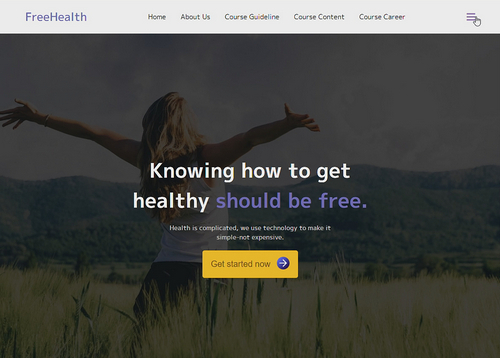 FreeHealth
Home About Us Course Guideline Course Content Course Career
Knowing how to get
healthy should be free.
Health is complicated, we use technology to make it
simple-not expensive.
Get started now